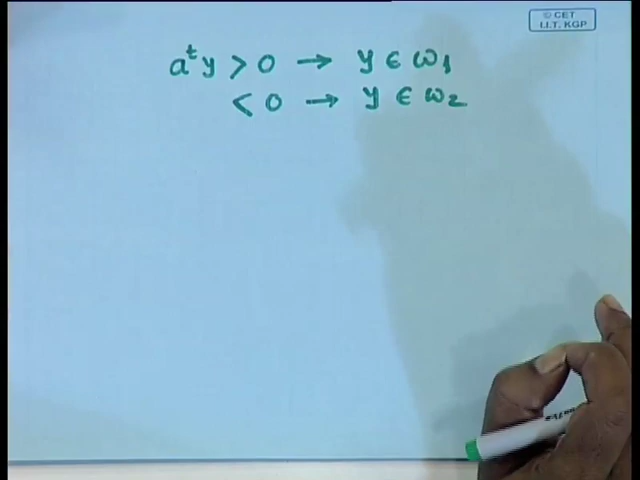 © CET
I.I.T. KGP
aᵗy > 0 → y ∈ ω₁
< 0 → y ∈ ω₂